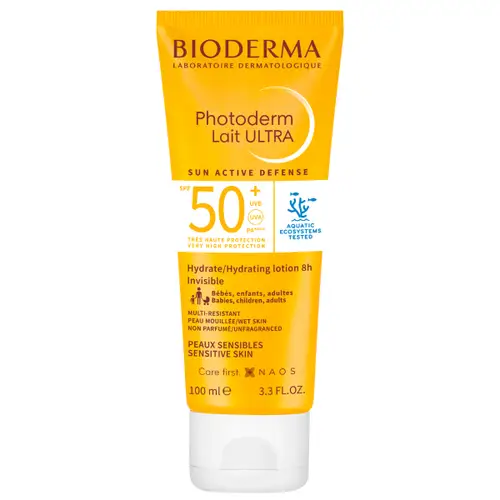 BIODERMA
LABORATOIRE DERMATOLOGIQUE
Photoderm
Lait ULTRA
SUN ACTIVE DEFENSE
SPF 50+
UVB
UVA
TRÈS HAUTE PROTECTION
VERY HIGH PROTECTION
AQUATIC
ECOSYSTEMS
TESTED
Hydrate/Hydrating lotion 8h
Invisible
Bébés, enfants, adultes
Babies, children, adults
MULTI-RESISTANT
PEAU MOUILLÉE/WET SKIN
NON PARFUMÉ/UNFRAGRANCED
PEAUX SENSIBLES
SENSITIVE SKIN
Care first. NAOS
100 ml e 3.3 FL.OZ.